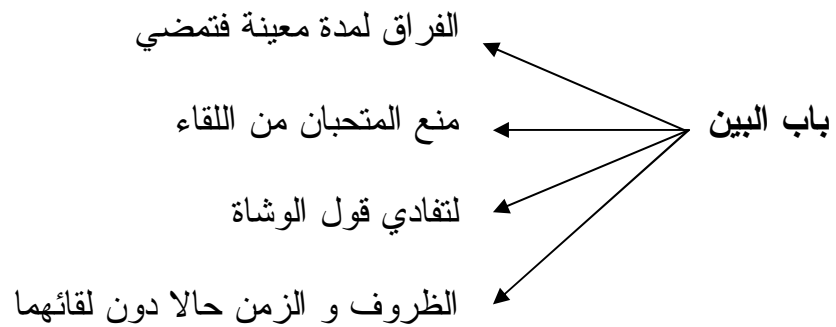 الفراق لمدة معينة فتمضي
باب البين
منع المتحبان من اللقاء
لتفادي قول الوشاة
الظروف و الزمن حالا دون لقائهما